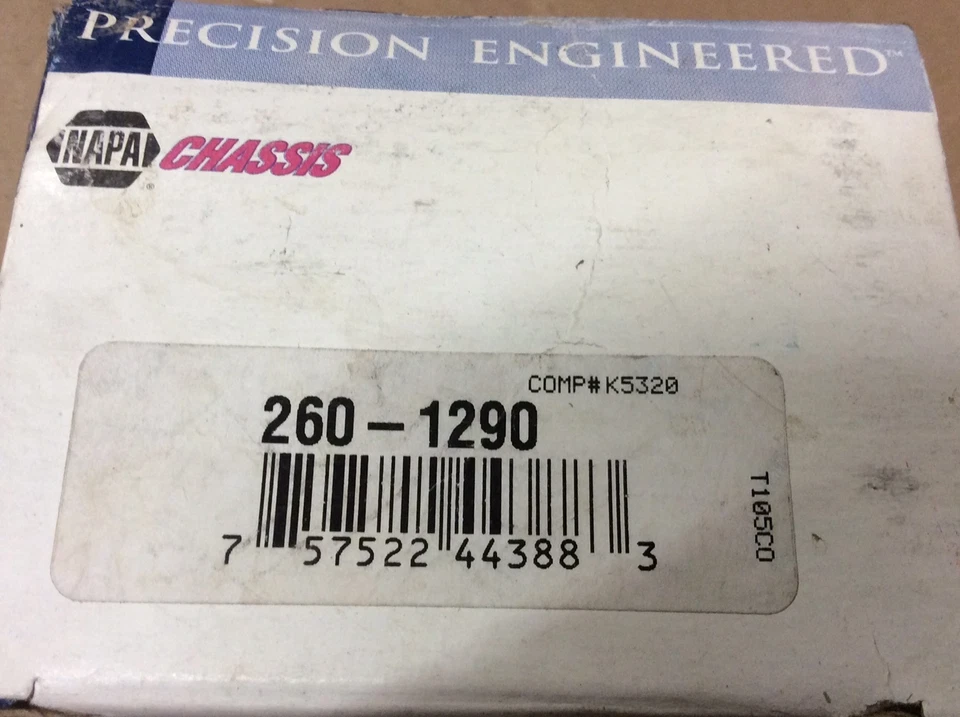 PRECISION ENGINEERED™
NAPA® CHASSIS
COMP#K5320
260-1290
7 57522 44388 3
T105CO